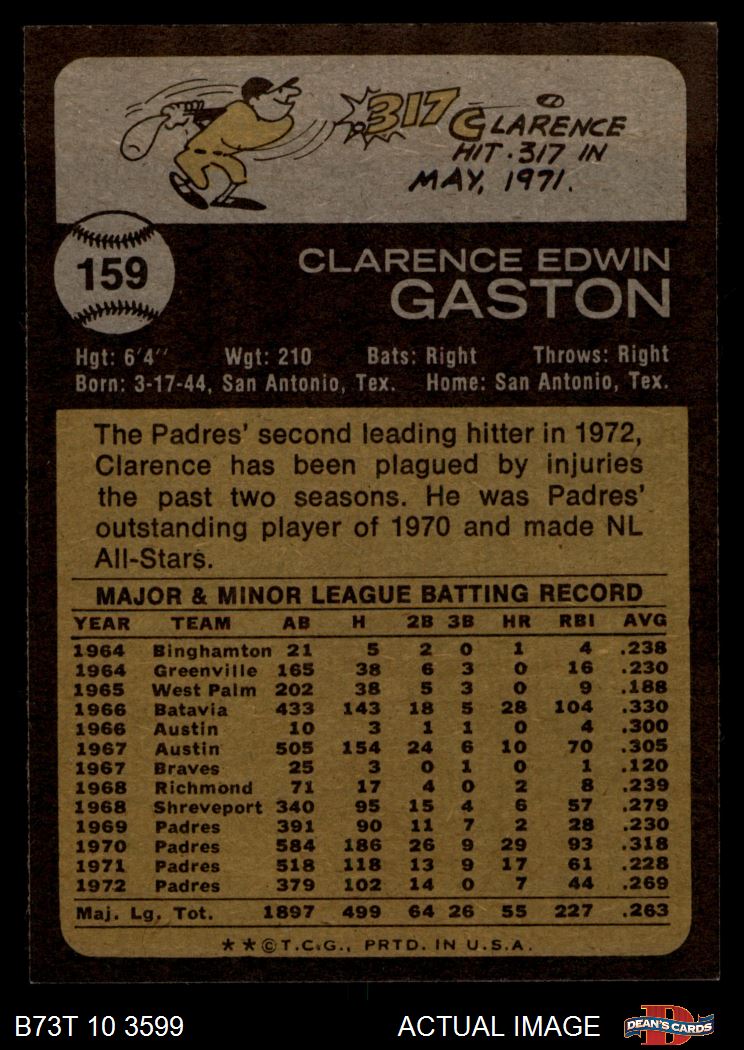 .317
CLARENCE
HIT .317 IN
MAY, 1971.
159
CLARENCE EDWIN
GASTON
Hgt: 6'4" Wgt: 210 Bats: Right Throws: Right
Born: 3-17-44, San Antonio, Tex. Home: San Antonio, Tex.
The Padres' second leading hitter in 1972,
Clarence has been plagued by injuries
the past two seasons. He was Padres'
outstanding player of 1970 and made NL
All-Stars.
MAJOR & MINOR LEAGUE BATTING RECORD
YEAR TEAM AB H 2B 3B HR RBI AVG
1964 Binghamton 21 5 2 0 1 4 .238
1964 Greenville 165 38 6 3 0 16 .230
1965 West Palm 202 38 5 3 0 9 .188
1966 Batavia 433 143 18 5 28 104 .330
1966 Austin 10 3 1 1 0 4 .300
1967 Austin 505 154 24 6 10 70 .305
1967 Braves 25 3 0 1 0 1 .120
1968 Richmond 71 17 4 0 2 8 .239
1968 Shreveport 340 95 15 4 6 57 .279
1969 Padres 391 90 11 7 2 28 .230
1970 Padres 584 186 26 9 29 93 .318
1971 Padres 518 118 13 9 17 61 .228
1972 Padres 379 102 14 0 7 44 .269
Maj. Lg. Tot. 1897 499 64 26 55 227 .263
**©T.C.G., PRTD. IN U.S.A.
B73T 10 3599 ACTUAL IMAGE
D
DEAN'S CARDS